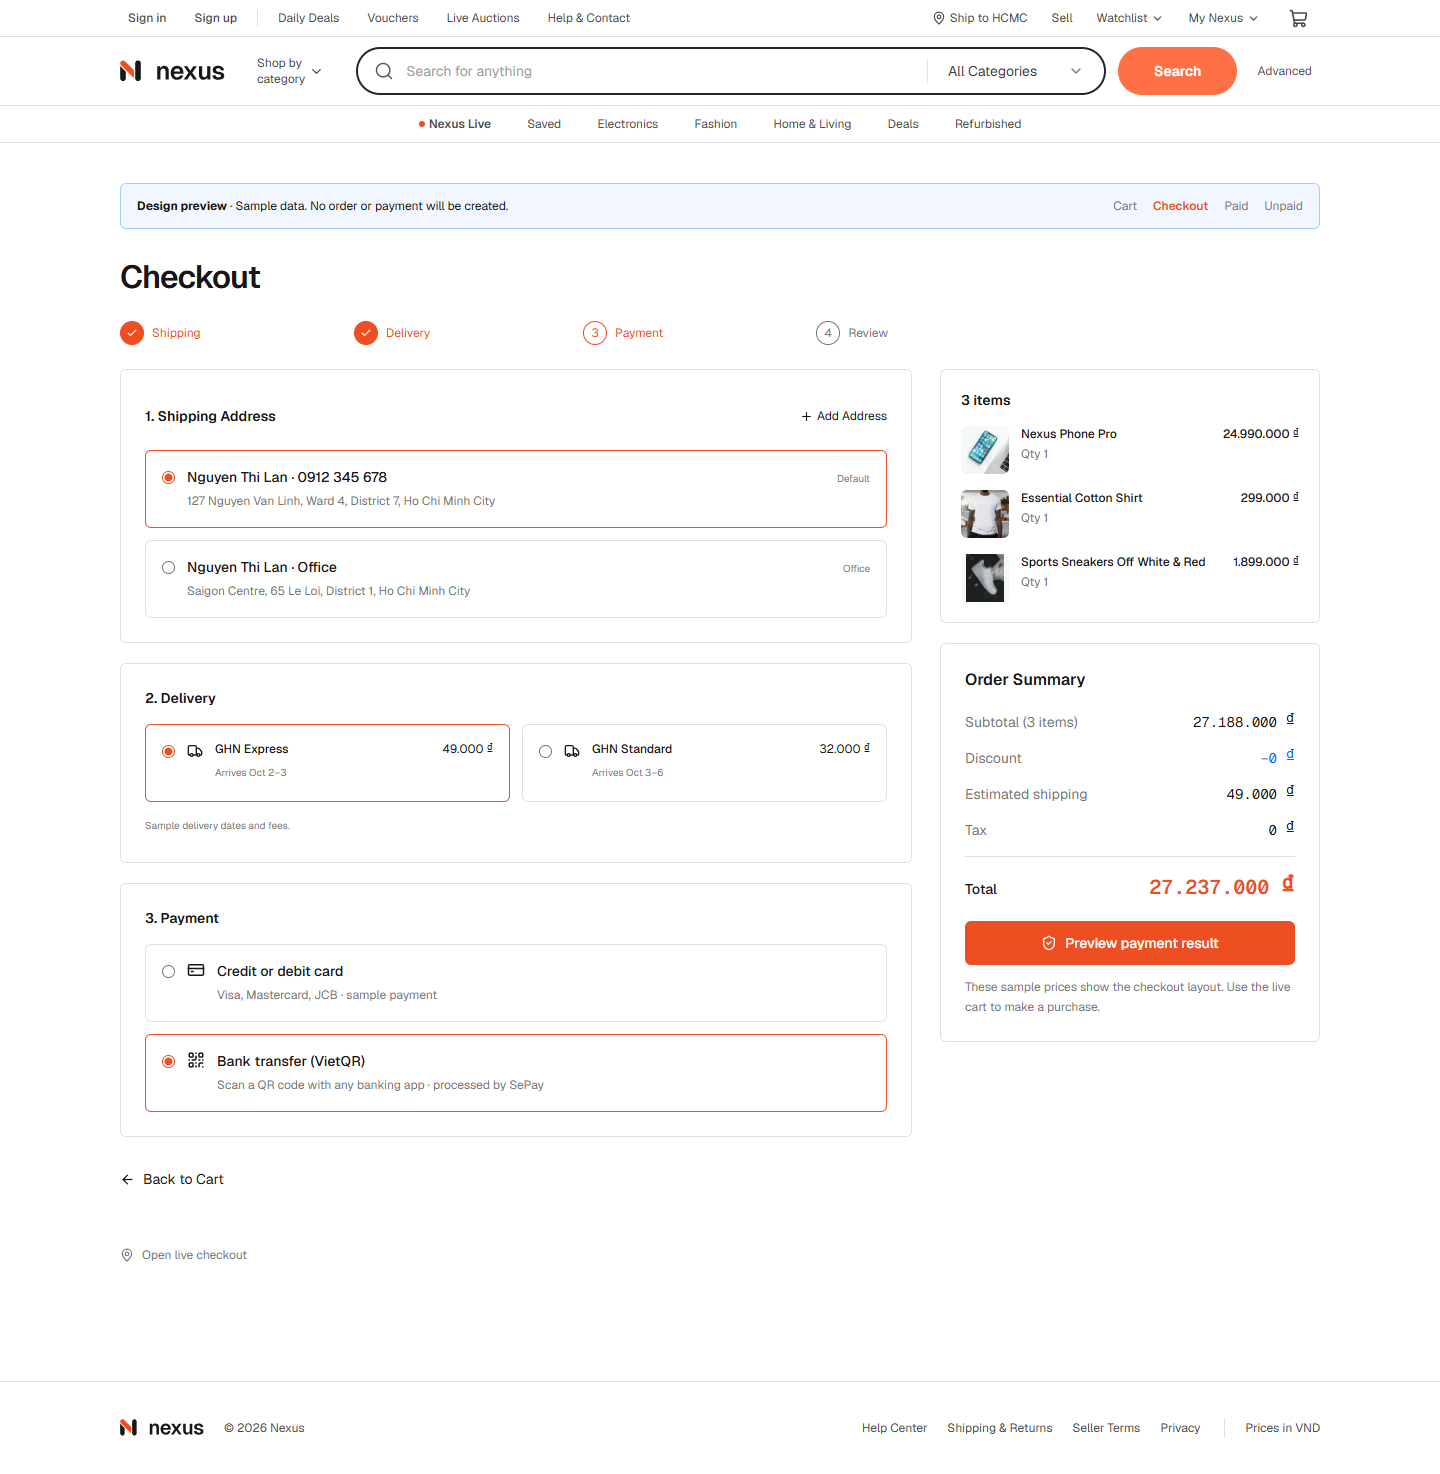 Sign in
Sign up
Daily Deals
Vouchers
Live Auctions
Help & Contact
Ship to HCMC
Sell
Watchlist
My Nexus
nexus
Shop by
category
Search for anything
All Categories
Search
Advanced
Nexus Live
Saved
Electronics
Fashion
Home & Living
Deals
Refurbished
Design preview · Sample data. No order or payment will be created.
Cart
Checkout
Paid
Unpaid
Checkout
Shipping
Delivery
3 Payment
4 Review
1. Shipping Address
+ Add Address
Nguyen Thi Lan · 0912 345 678
Default
127 Nguyen Van Linh, Ward 4, District 7, Ho Chi Minh City
Nguyen Thi Lan · Office
Office
Saigon Centre, 65 Le Loi, District 1, Ho Chi Minh City
2. Delivery
GHN Express
49.000 ₫
Arrives Oct 2–3
GHN Standard
32.000 ₫
Arrives Oct 3–6
Sample delivery dates and fees.
3. Payment
Credit or debit card
Visa, Mastercard, JCB · sample payment
Bank transfer (VietQR)
Scan a QR code with any banking app · processed by SePay
Back to Cart
Open live checkout
3 items
Nexus Phone Pro
24.990.000 ₫
Qty 1
Essential Cotton Shirt
299.000 ₫
Qty 1
Sports Sneakers Off White & Red
1.899.000 ₫
Qty 1
Order Summary
Subtotal (3 items)
27.188.000 ₫
Discount
−0 ₫
Estimated shipping
49.000 ₫
Tax
0 ₫
Total
27.237.000 ₫
Preview payment result
These sample prices show the checkout layout. Use the live
cart to make a purchase.
nexus
© 2026 Nexus
Help Center
Shipping & Returns
Seller Terms
Privacy
Prices in VND